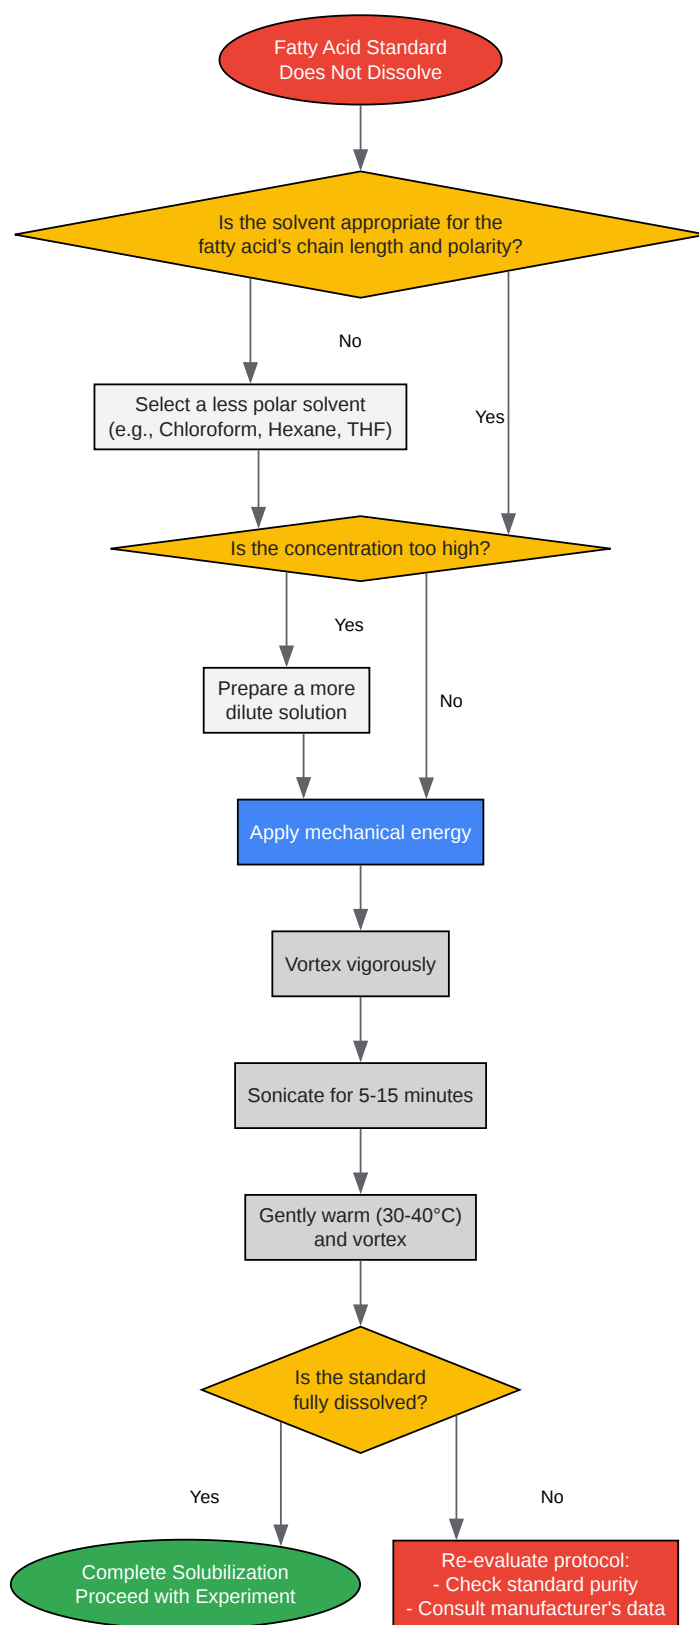 Fatty Acid Standard
Does Not Dissolve
Is the solvent appropriate for the
fatty acid's chain length and polarity?
No
Select a less polar solvent
(e.g., Chloroform, Hexane, THF)
Yes
Is the concentration too high?
Yes
Prepare a more
dilute solution
No
Apply mechanical energy
Vortex vigorously
Sonicate for 5-15 minutes
Gently warm (30-40°C)
and vortex
Is the standard
fully dissolved?
Yes
No
Complete Solubilization
Proceed with Experiment
Re-evaluate protocol:
- Check standard purity
- Consult manufacturer's data